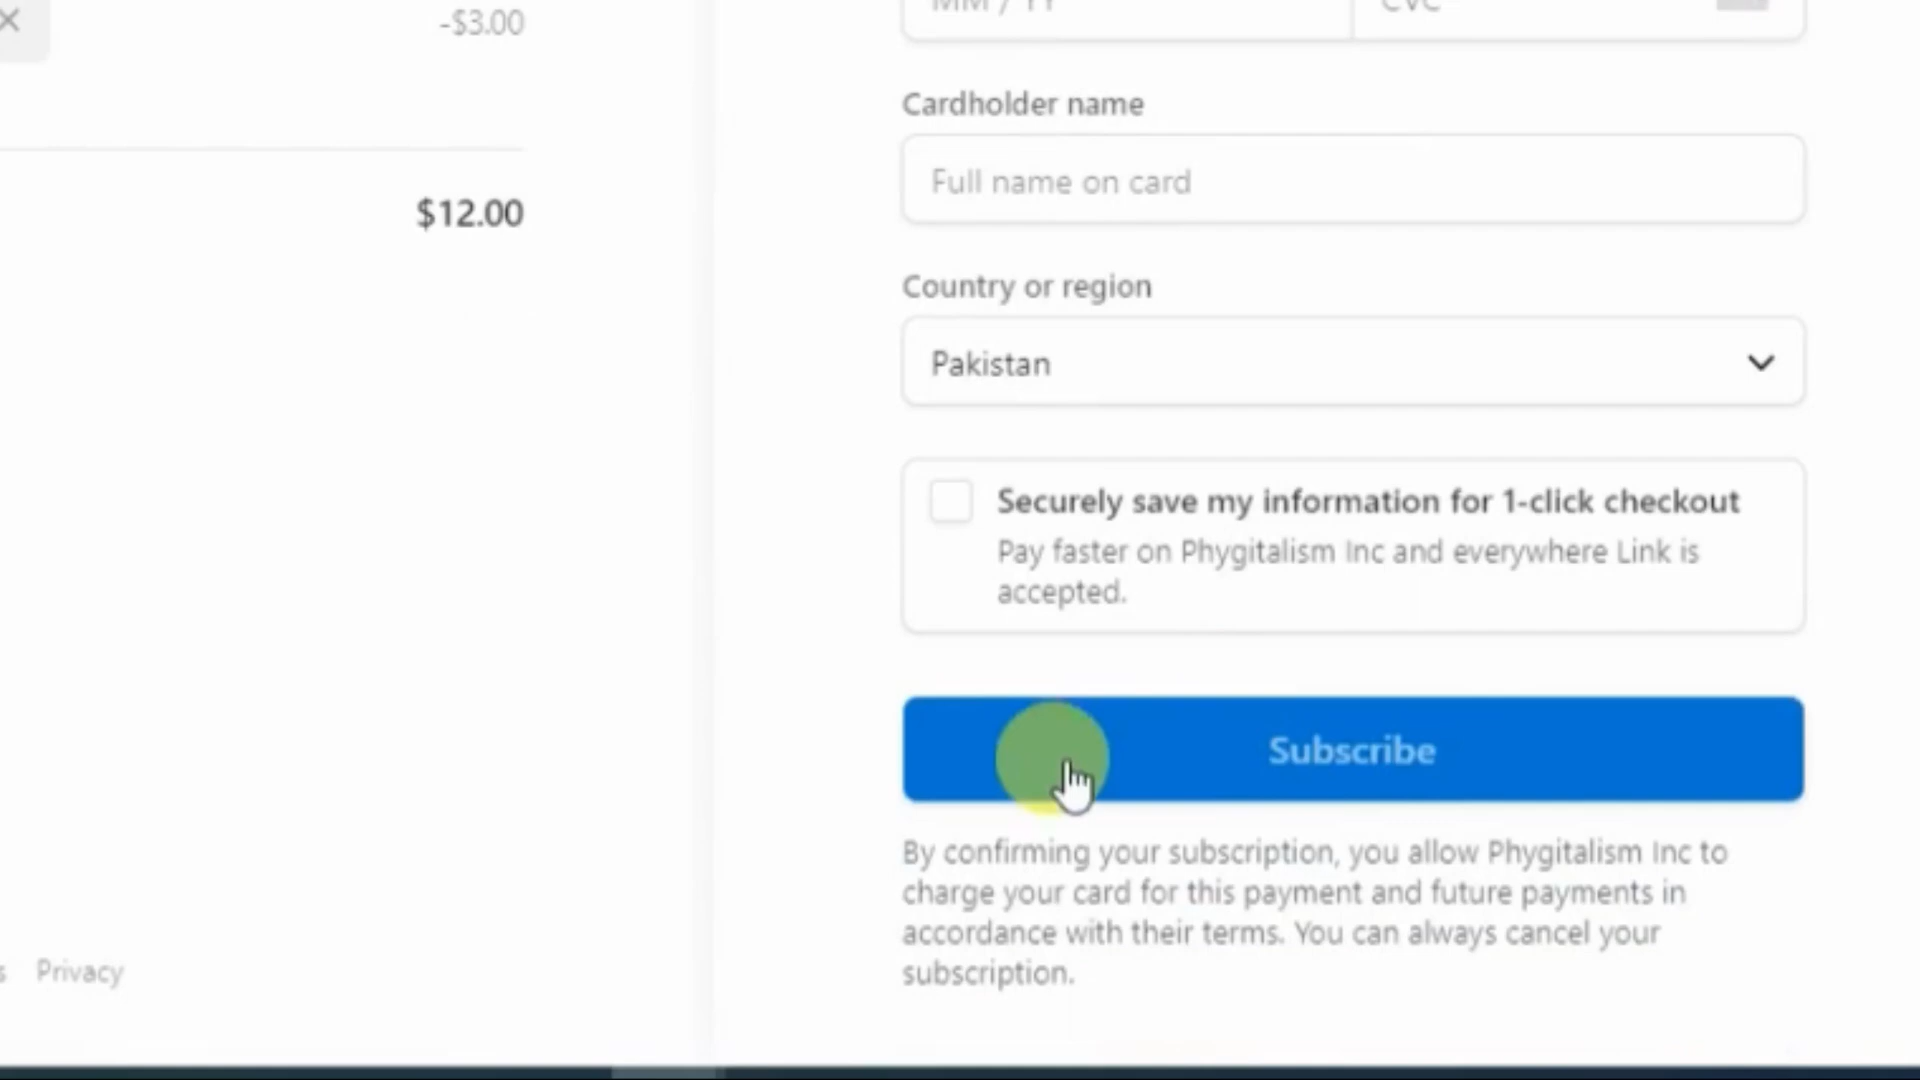 -$3.00
$12.00
Privacy
MM / YY
CVC
Cardholder name
Full name on card
Country or region
Pakistan
Securely save my information for 1-click checkout
Pay faster on Phygitalism Inc and everywhere Link is
accepted.
Subscribe
By confirming your subscription, you allow Phygitalism Inc to
charge your card for this payment and future payments in
accordance with their terms. You can always cancel your
subscription.